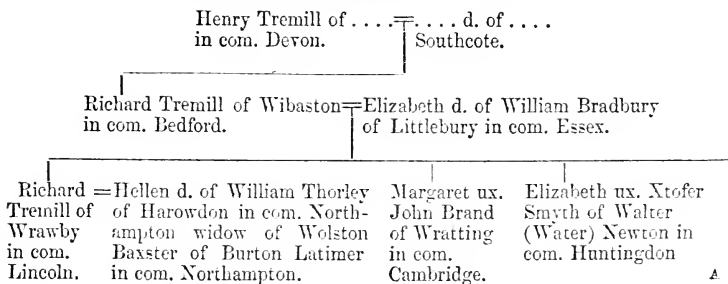 Henry Tremill of . . . . = . . . . d. of . . . .
in com. Devon. Southcote.
Richard Tremill of Wibaston=Elizabeth d. of William Bradbury
in com. Bedford. of Littlebury in com. Essex.
Richard
Tremill of
Wrawby
in com.
Lincoln.
=Hellen d. of William Thorley
of Harowdon in com. North-
ampton widow of Wolston
Baxster of Burton Latimer
in com. Northampton.
Margaret ux.
John Brand
of Wratting
in com.
Cambridge.
Elizabeth ux. Xtofer
Smyth of Walter
(Water) Newton in
com. Huntingdon
A